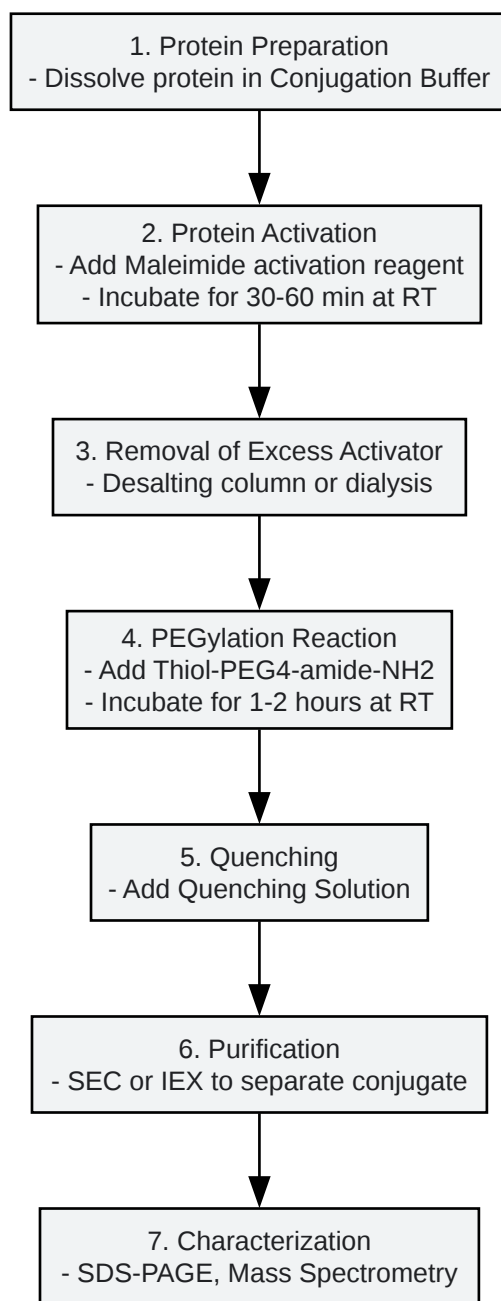 1. Protein Preparation
- Dissolve protein in Conjugation Buffer
2. Protein Activation
- Add Maleimide activation reagent
- Incubate for 30-60 min at RT
3. Removal of Excess Activator
- Desalting column or dialysis
4. PEGylation Reaction
- Add Thiol-PEG4-amide-NH2
- Incubate for 1-2 hours at RT
5. Quenching
- Add Quenching Solution
6. Purification
- SEC or IEX to separate conjugate
7. Characterization
- SDS-PAGE, Mass Spectrometry